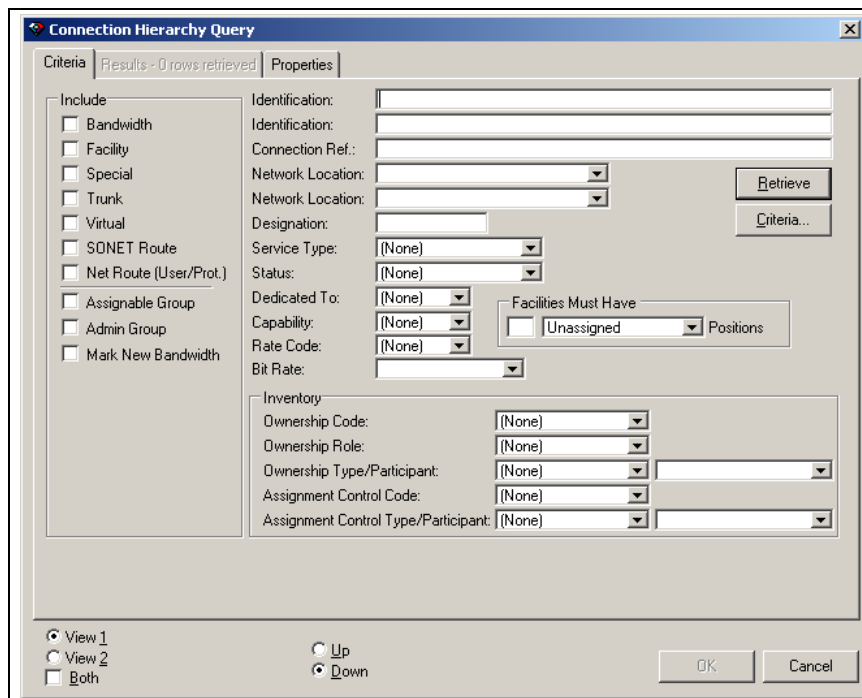 Connection Hierarchy Query
Criteria
Results - 0 rows retrieved
Properties
Include
Bandwidth
Facility
Special
Trunk
Virtual
SONET Route
Net Route (User/Prot.)
Assignable Group
Admin Group
Mark New Bandwidth
Identification:
Identification:
Connection Ref.:
Network Location:
Network Location:
Designation:
Service Type: (None)
Status: (None)
Dedicated To: (None)
Capability: (None)
Rate Code: (None)
Bit Rate:
Retrieve
Criteria...
Facilities Must Have
Unassigned Positions
Inventory
Ownership Code: (None)
Ownership Role: (None)
Ownership Type/Participant: (None)
Assignment Control Code: (None)
Assignment Control Type/Participant: (None)
View 1
View 2
Both
Up
Down
OK
Cancel